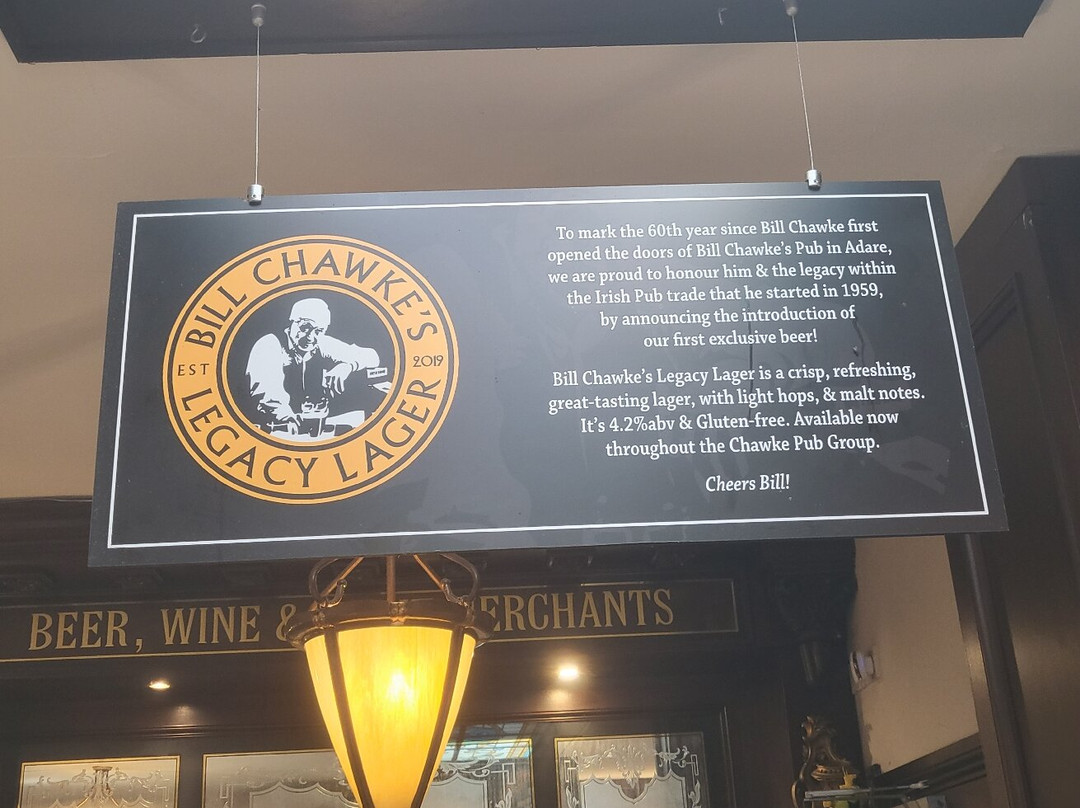 BILL CHAWKE'S
EST 2019
LEGACY LAGER
To mark the 60th year since Bill Chawke first
opened the doors of Bill Chawke's Pub in Adare,
we are proud to honour him & the legacy within
the Irish Pub trade that he started in 1959,
by announcing the introduction of
our first exclusive beer!
Bill Chawke's Legacy Lager is a crisp, refreshing,
great-tasting lager, with light hops, & malt notes.
It's 4.2%abv & Gluten-free. Available now
throughout the Chawke Pub Group.
Cheers Bill!
BEER, WINE & ERCHANTS